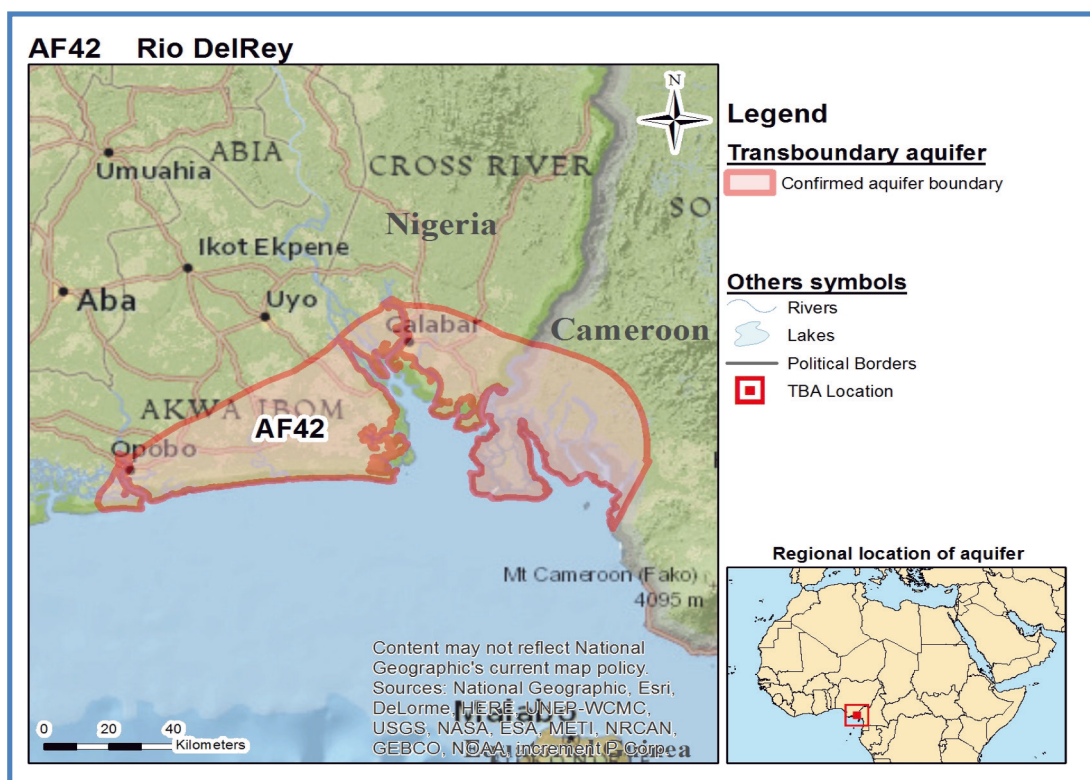 AF42 Rio DelRey
N
ABIA
Umuahia
CROSS RIVER
SO
Nigeria
Ikot Ekpene
Aba
Uyo
Cameroon
Calabar
AKWA IBOM
AF42
Opobo
Mt Cameroon (Fako)
4095 m
Content may not reflect National
Geographic's current map policy.
Sources: National Geographic, Esri,
DeLorme, HERE, UNEP-WCMC,
USGS, NASA, ESA, METI, NRCAN,
GEBCO, NOAA, increment P Corp.
Malabo
Guinea
0 20 40
Kilometers
Legend
Transboundary aquifer
Confirmed aquifer boundary
Others symbols
Rivers
Lakes
Political Borders
TBA Location
Regional location of aquifer